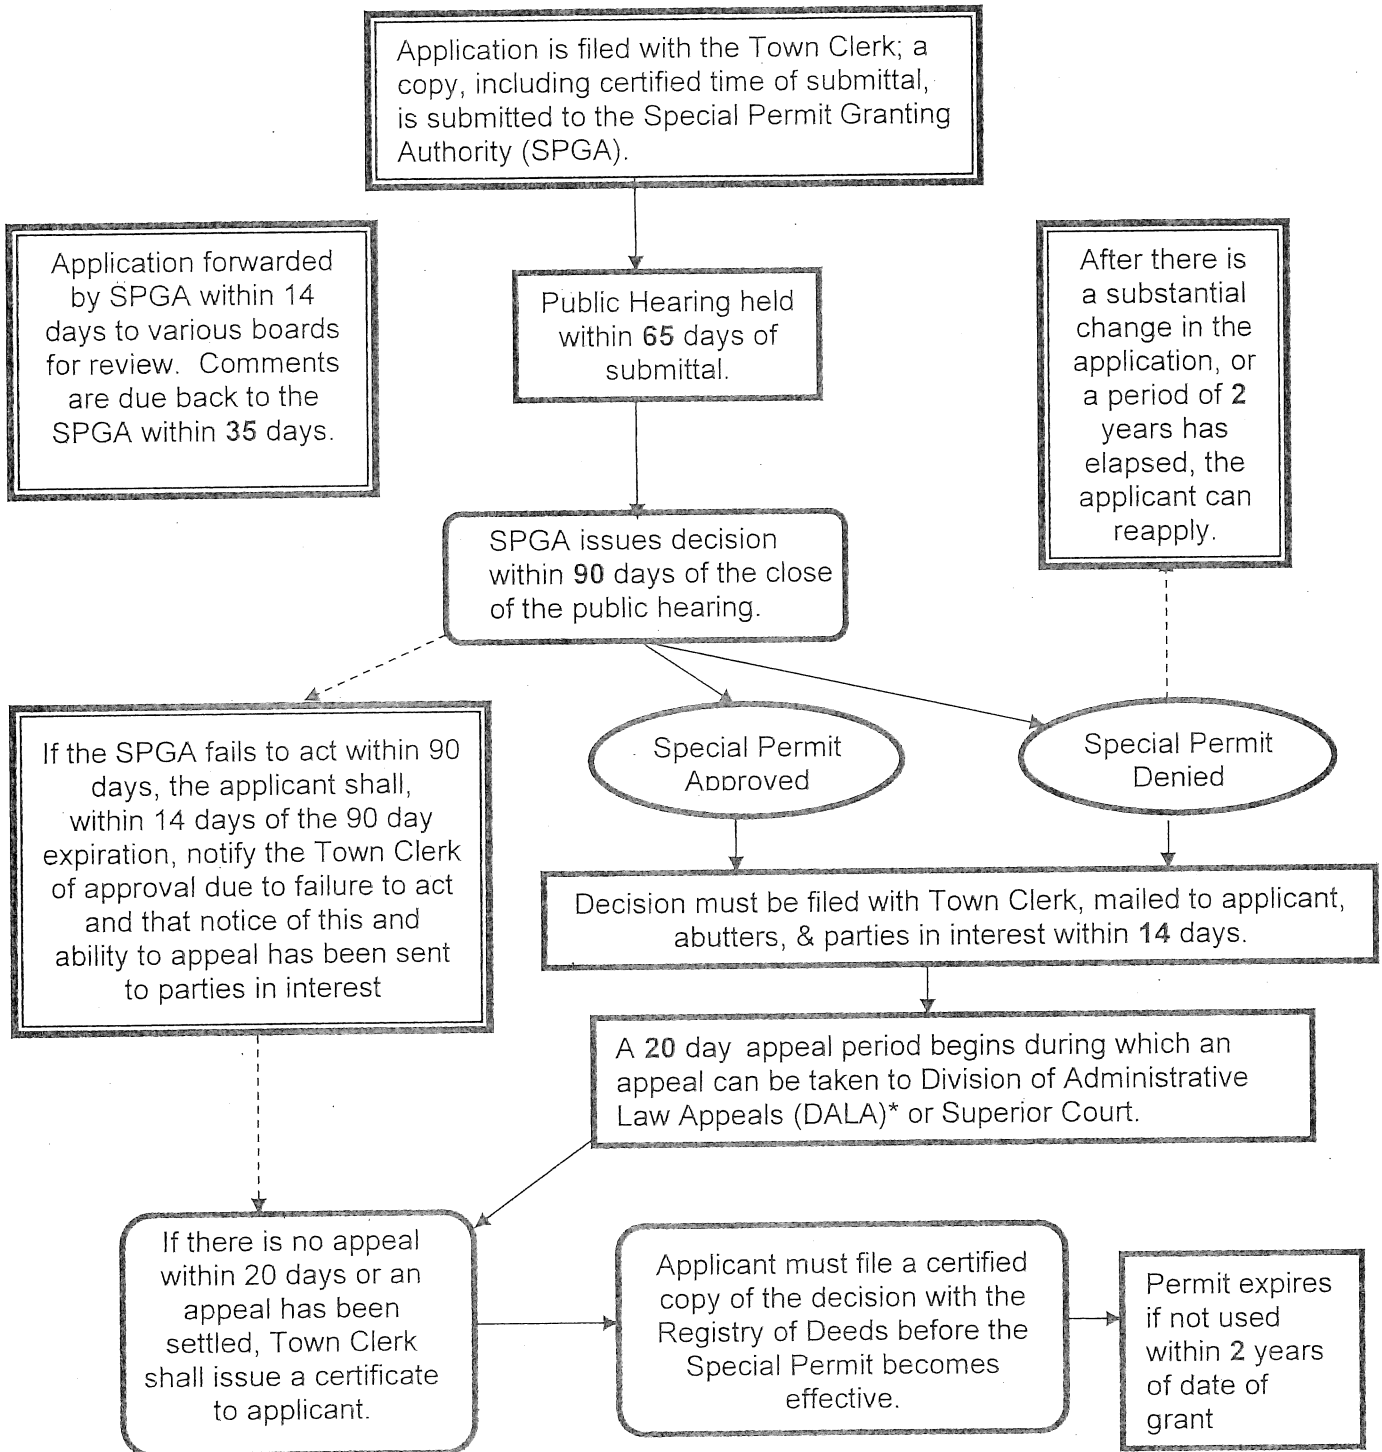 Application is filed with the Town Clerk; a
copy, including certified time of submittal,
is submitted to the Special Permit Granting
Authority (SPGA).
Application forwarded
by SPGA within 14
days to various boards
for review.  Comments
are due back to the
SPGA within 35 days.
Public Hearing held
within 65 days of
submittal.
After there is
a substantial
change in the
application, or
a period of 2
years has
elapsed, the
applicant can
reapply.
SPGA issues decision
within 90 days of the close
of the public hearing.
If the SPGA fails to act within 90
days, the applicant shall,
within 14 days of the 90 day
expiration, notify the Town Clerk
of approval due to failure to act
and that notice of this and
ability to appeal has been sent
to parties in interest
Special Permit
Approved
Special Permit
Denied
Decision must be filed with Town Clerk, mailed to applicant,
abutters, & parties in interest within 14 days.
A 20 day  appeal period begins during which an
appeal can be taken to Division of Administrative
Law Appeals (DALA)* or Superior Court.
If there is no appeal
within 20 days or an
appeal has been
settled, Town Clerk
shall issue a certificate
to applicant.
Applicant must file a certified
copy of the decision with the
Registry of Deeds before the
Special Permit becomes
effective.
Permit expires
if not used
within 2 years
of date of
grant